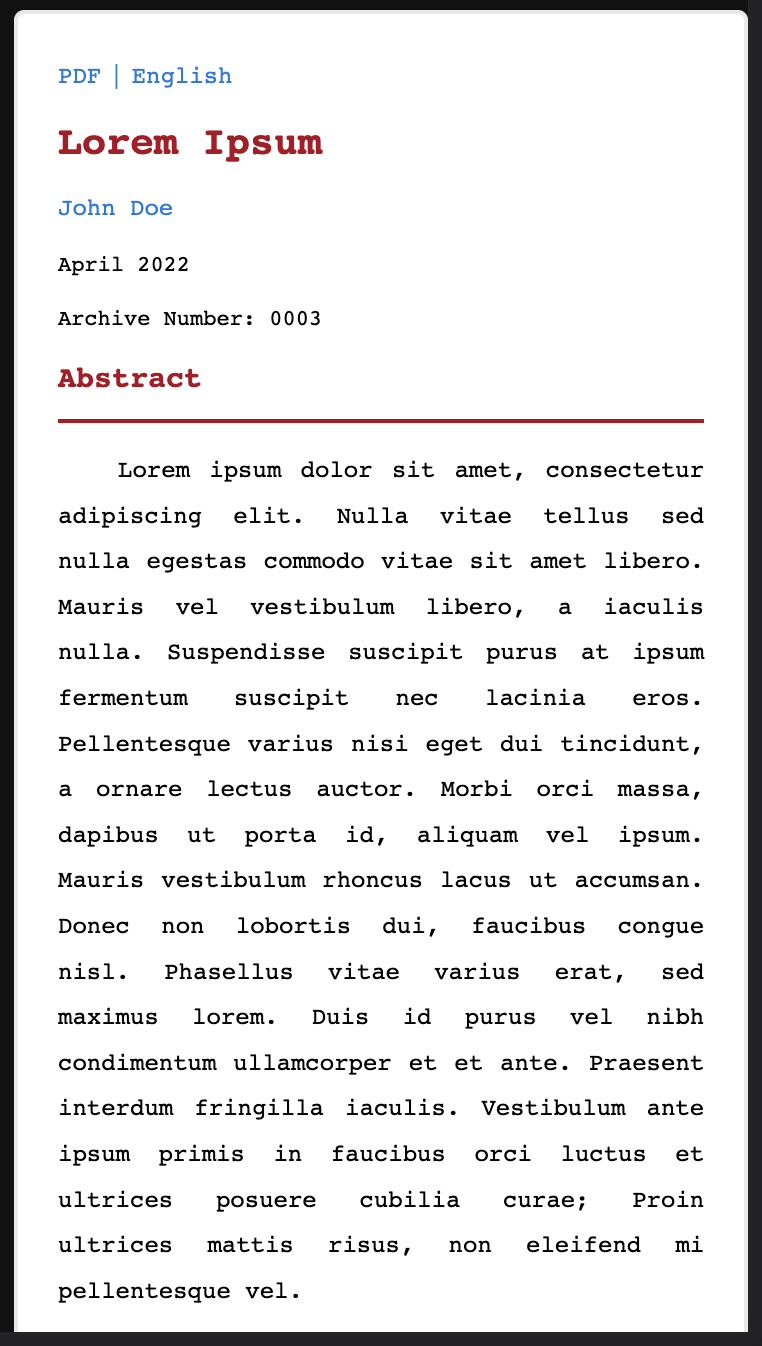 PDF | English
Lorem Ipsum
John Doe
April 2022
Archive Number: 0003
Abstract
Lorem ipsum dolor sit amet, consectetur
adipiscing elit. Nulla vitae tellus sed
nulla egestas commodo vitae sit amet libero.
Mauris vel vestibulum libero, a iaculis
nulla. Suspendisse suscipit purus at ipsum
fermentum suscipit nec lacinia eros.
Pellentesque varius nisi eget dui tincidunt,
a ornare lectus auctor. Morbi orci massa,
dapibus ut porta id, aliquam vel ipsum.
Mauris vestibulum rhoncus lacus ut accumsan.
Donec non lobortis dui, faucibus congue
nisl. Phasellus vitae varius erat, sed
maximus lorem. Duis id purus vel nibh
condimentum ullamcorper et et ante. Praesent
interdum fringilla iaculis. Vestibulum ante
ipsum primis in faucibus orci luctus et
ultrices posuere cubilia curae; Proin
ultrices mattis risus, non eleifend mi
pellentesque vel.